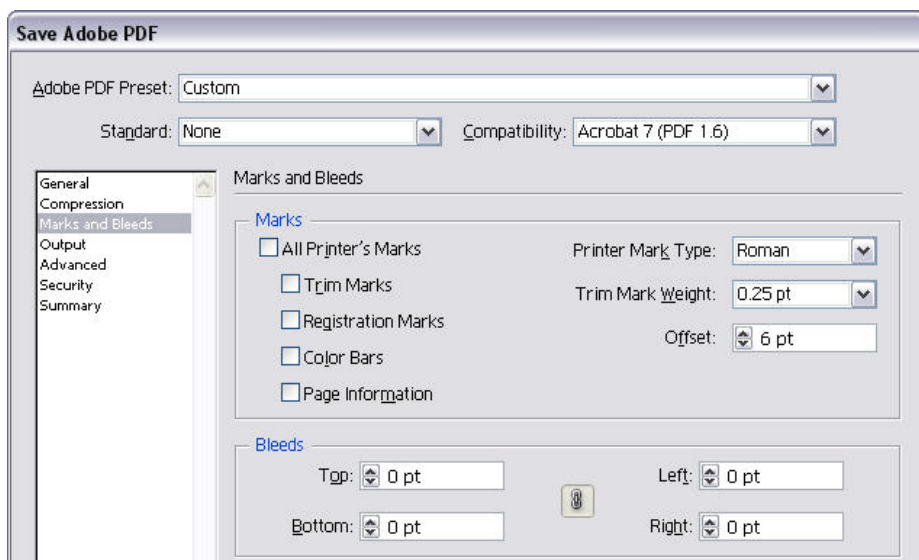 Save Adobe PDF
Adobe PDF Preset: Custom
Standard: None Compatibility: Acrobat 7 (PDF 1.6)
General
Compression
Marks and Bleeds
Output
Advanced
Security
Summary
Marks and Bleeds
Marks
All Printer's Marks
Trim Marks
Registration Marks
Color Bars
Page Information
Printer Mark Type: Roman
Trim Mark Weight: 0.25 pt
Offset: 6 pt
Bleeds
Top: 0 pt Left: 0 pt
Bottom: 0 pt Right: 0 pt